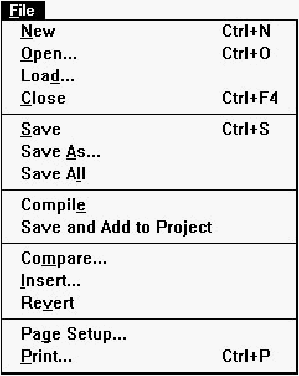 File
New Ctrl+N
Open... Ctrl+O
Load...
Close Ctrl+F4
Save Ctrl+S
Save As...
Save All
Compile
Save and Add to Project
Compare...
Insert...
Revert
Page Setup...
Print... Ctrl+P